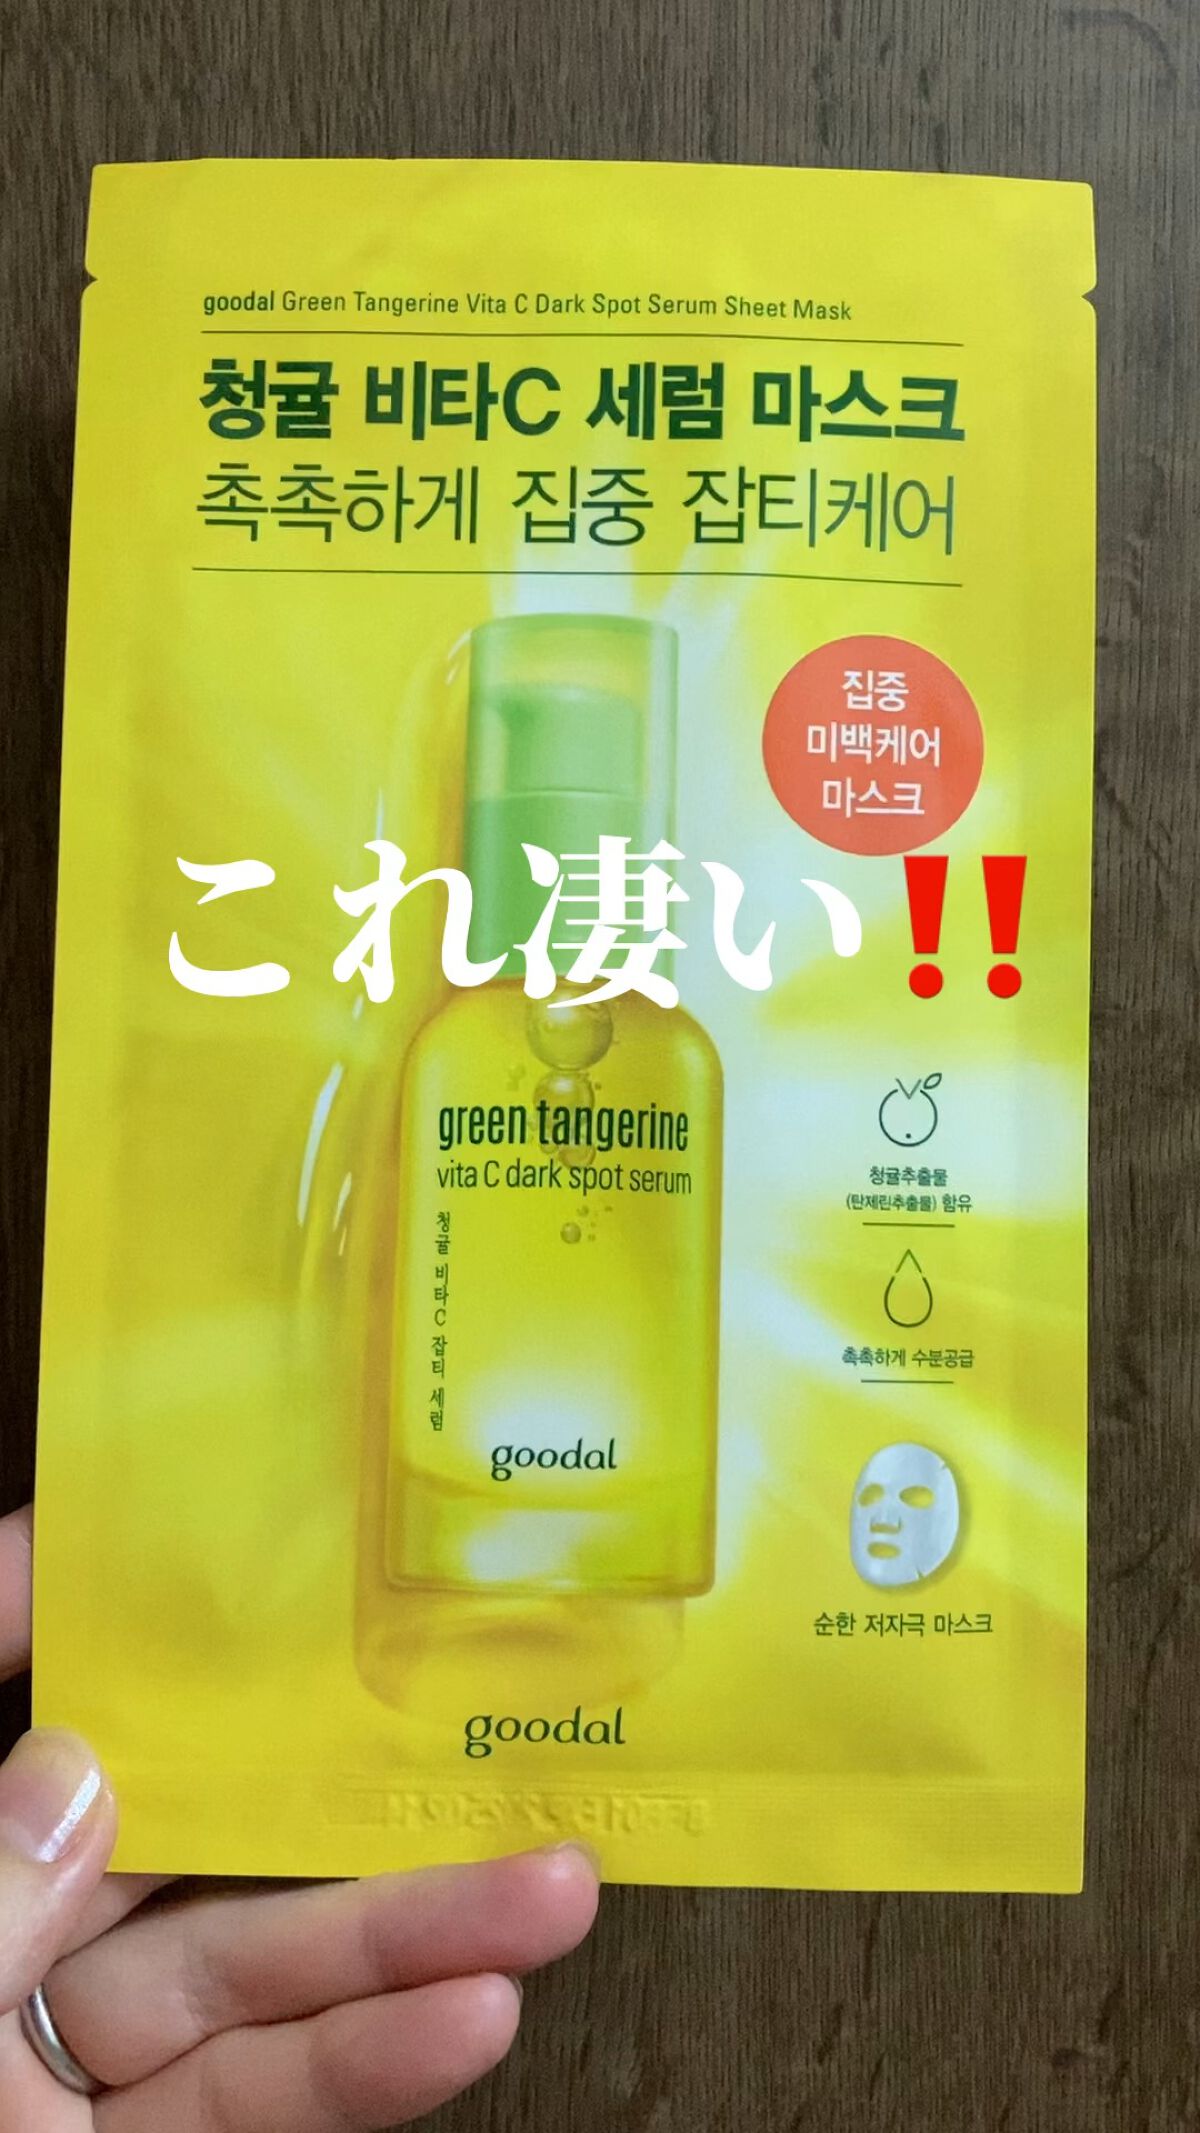 goodal Green Tangerine Vita C Dark Spot Serum Sheet Mask
청귤 비타C 세럼 마스크
촉촉하게 집중 잡티케어
집중
미백케어
마스크
これ凄い‼️
green tangerine
vita C dark spot serum
청귤 비타C 잡티 세럼
goodal
청귤추출물
(탄제린추출물) 함유
촉촉하게 수분공급
순한 저자극 마스크
goodal